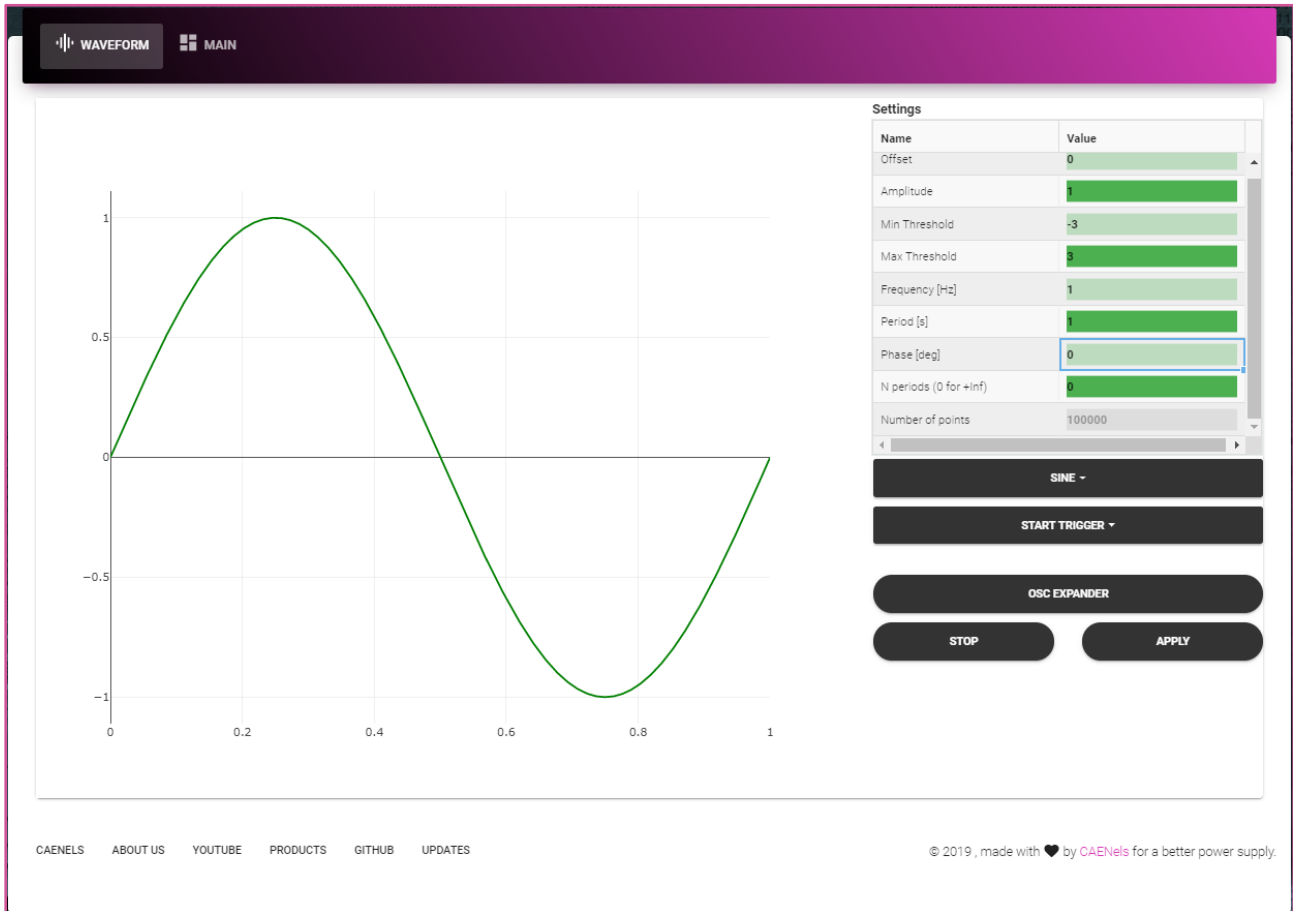 WAVEFORM MAIN
Settings
Name Value
Offset 0
Amplitude 1
Min Threshold -3
Max Threshold 3
Frequency [Hz] 1
Period [s] 1
Phase [deg] 0
N periods (0 for +Inf) 0
Number of points 100000
SINE
START TRIGGER
OSC EXPANDER
STOP APPLY
1
0.5
0
−0.5
−1
0 0.2 0.4 0.6 0.8 1
CAENELS ABOUT US YOUTUBE PRODUCTS GITHUB UPDATES
© 2019 , made with ♥ by CAENels for a better power supply.